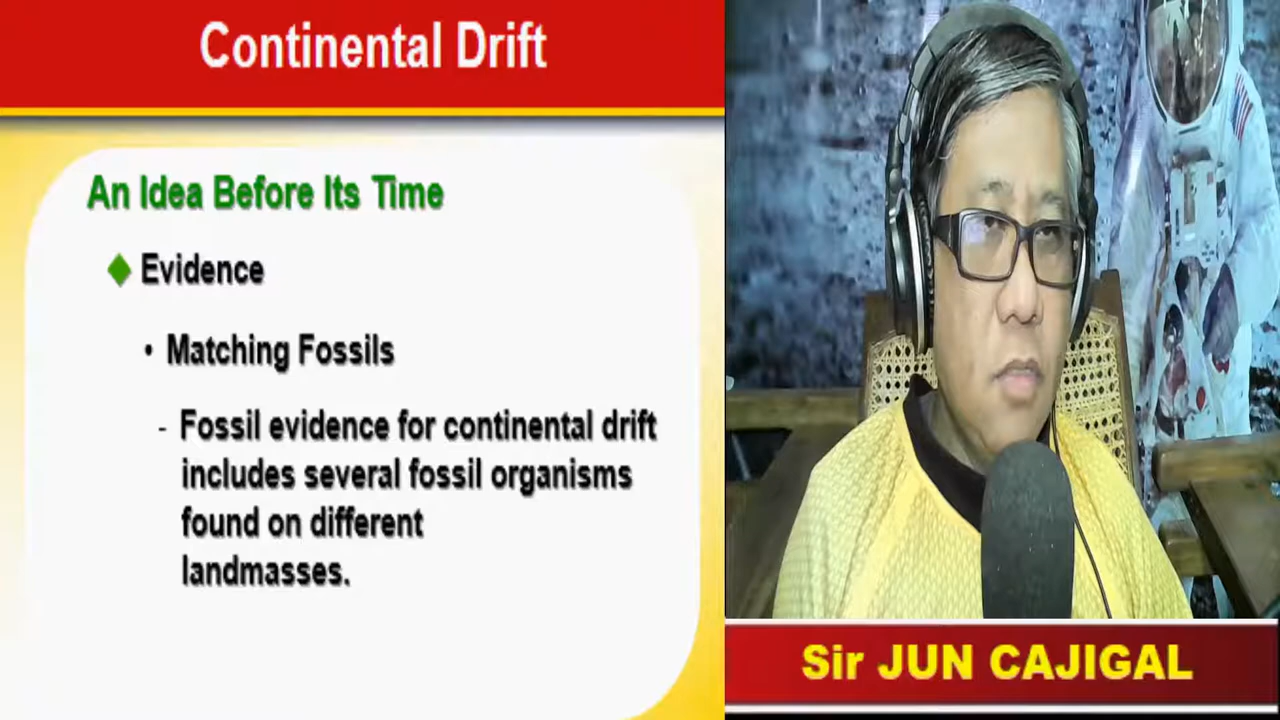 Continental Drift
An Idea Before Its Time
Evidence
• Matching Fossils
- Fossil evidence for continental drift
includes several fossil organisms
found on different
landmasses.
Sir JUN CAJIGAL